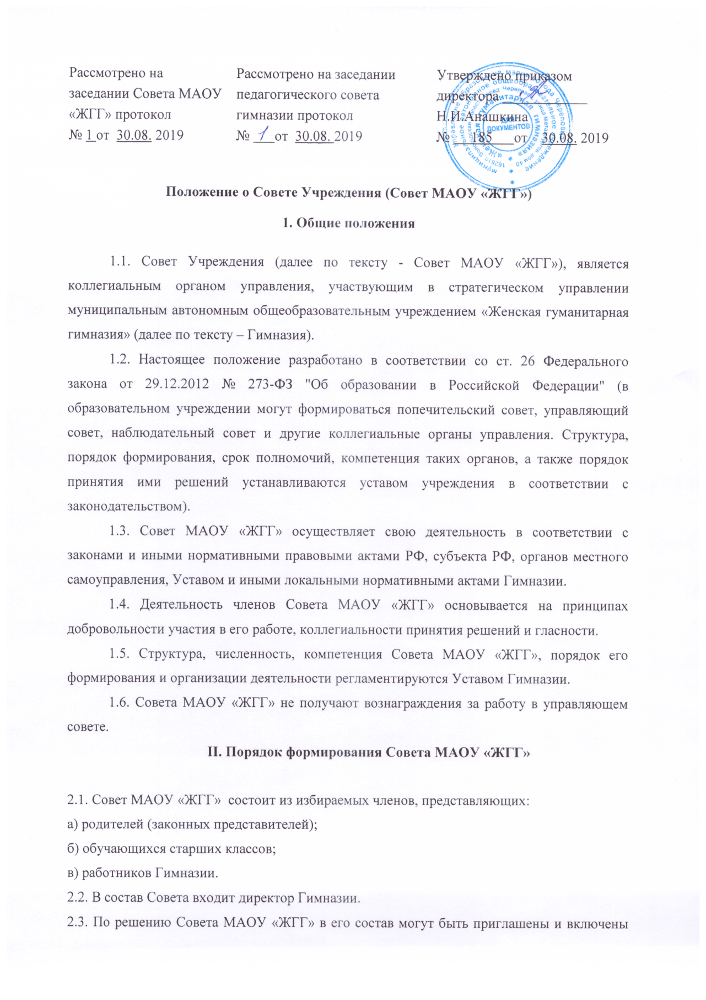 Рассмотрено на
заседании Совета МАОУ
«ЖГГ» протокол
№ 1 от 30.08. 2019
Рассмотрено на заседании
педагогического совета
гимназии протокол
№ 1 от 30.08. 2019
Утверждено приказом
директора
Н.И.Анашкина
№ 185 от 30.08. 2019
ДЛЯ
ДОКУМЕНТОВ
Положение о Совете Учреждения (Совет МАОУ «ЖГГ»)
1. Общие положения
1.1. Совет Учреждения (далее по тексту - Совет МАОУ «ЖГГ»), является
коллегиальным органом управления, участвующим в стратегическом управлении
муниципальным автономным общеобразовательным учреждением «Женская гуманитарная
гимназия» (далее по тексту – Гимназия).
1.2. Настоящее положение разработано в соответствии со ст. 26 Федерального
закона от 29.12.2012 № 273-ФЗ "Об образовании в Российской Федерации" (в
образовательном учреждении могут формироваться попечительский совет, управляющий
совет, наблюдательный совет и другие коллегиальные органы управления. Структура,
порядок формирования, срок полномочий, компетенция таких органов, а также порядок
принятия ими решений устанавливаются уставом учреждения в соответствии с
законодательством).
1.3. Совет МАОУ «ЖГГ» осуществляет свою деятельность в соответствии с
законами и иными нормативными правовыми актами РФ, субъекта РФ, органов местного
самоуправления, Уставом и иными локальными нормативными актами Гимназии.
1.4. Деятельность членов Совета МАОУ «ЖГГ» основывается на принципах
добровольности участия в его работе, коллегиальности принятия решений и гласности.
1.5. Структура, численность, компетенция Совета МАОУ «ЖГГ», порядок его
формирования и организации деятельности регламентируются Уставом Гимназии.
1.6. Совета МАОУ «ЖГГ» не получают вознаграждения за работу в управляющем
совете.
II. Порядок формирования Совета МАОУ «ЖГГ»
2.1. Совет МАОУ «ЖГГ» состоит из избираемых членов, представляющих:
а) родителей (законных представителей);
б) обучающихся старших классов;
в) работников Гимназии.
2.2. В состав Совета входит директор Гимназии.
2.3. По решению Совета МАОУ «ЖГГ» в его состав могут быть приглашены и включены